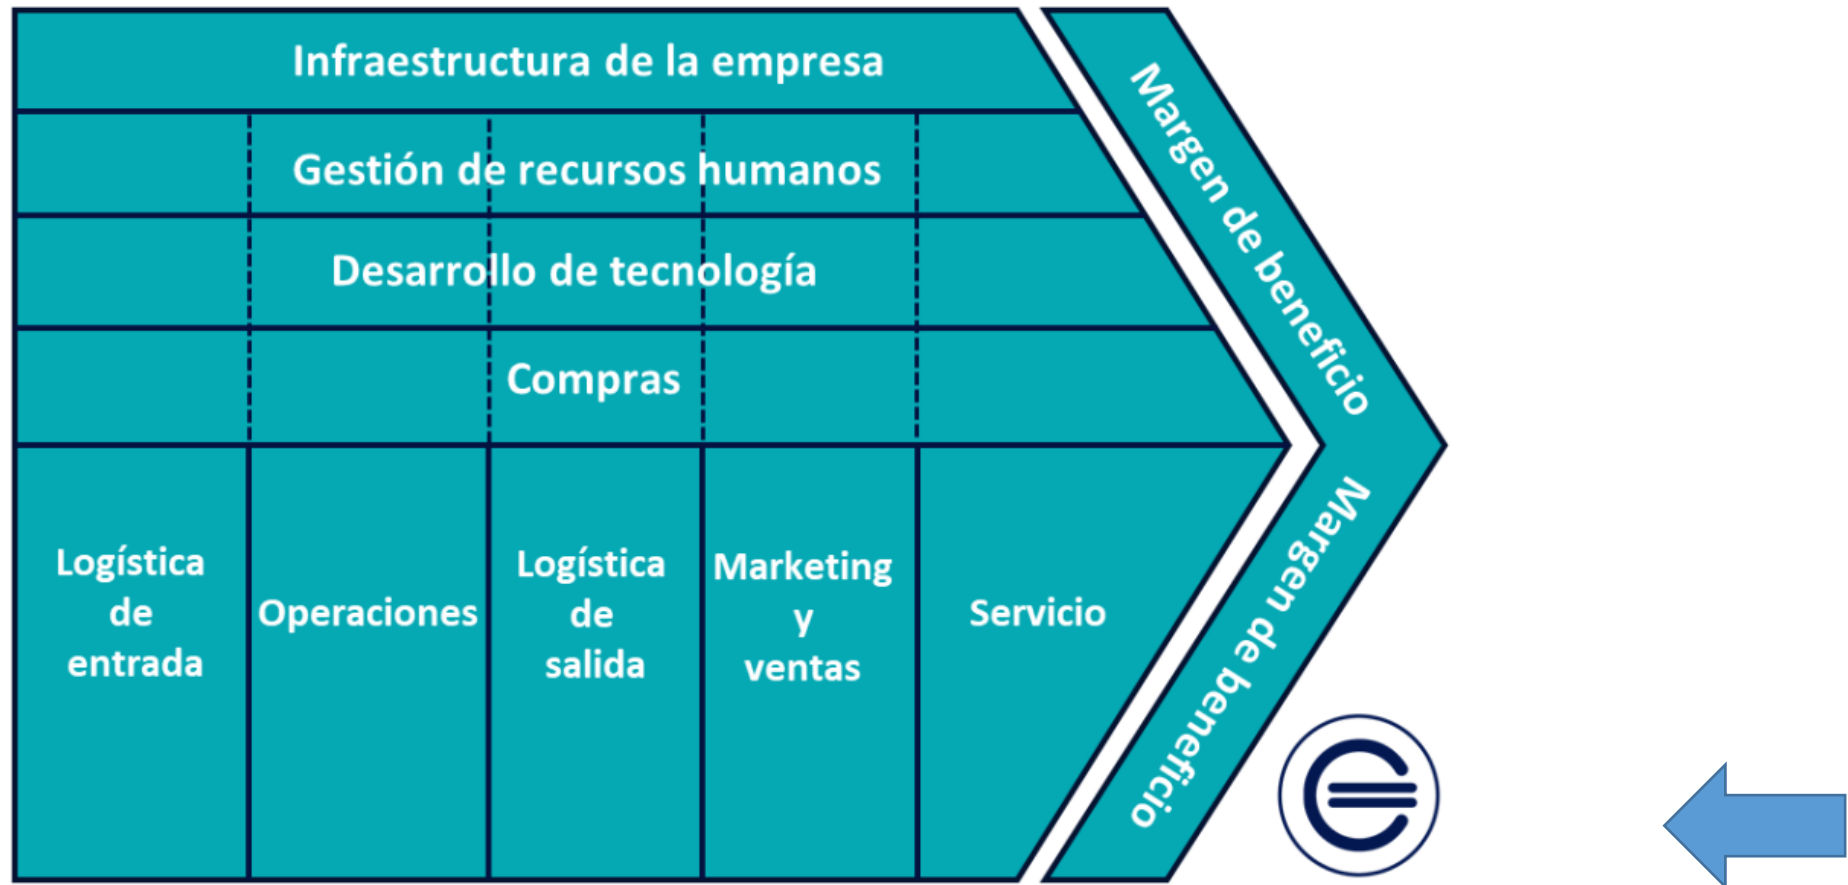 Infraestructura de la empresa
Gestión de recursos humanos
Desarrollo de tecnología
Compras
Logística
de
entrada
Operaciones
Logística
de
salida
Marketing
y
ventas
Servicio
Margen de beneficio
Margen de beneficio